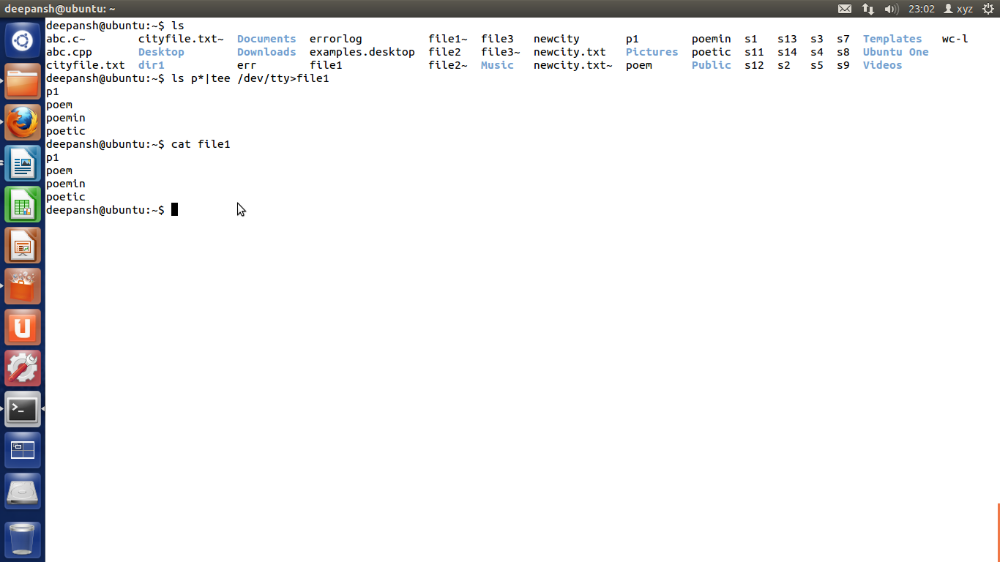 deepansh@ubuntu: ~ 23:02 xyz
deepansh@ubuntu:~$ ls
abc.c~ cityfile.txt~ Documents errorlog file1~ file3 newcity p1 poemin s1 s13 s3 s7 Templates wc-l
abc.cpp Desktop Downloads examples.desktop file2 file3~ newcity.txt Pictures poetic s11 s14 s4 s8 Ubuntu One
cityfile.txt dir1 err file1 file2~ Music newcity.txt~ poem Public s12 s2 s5 s9 Videos
deepansh@ubuntu:~$ ls p*|tee /dev/tty>file1
p1
poem
poemin
poetic
deepansh@ubuntu:~$ cat file1
p1
poem
poemin
poetic
deepansh@ubuntu:~$